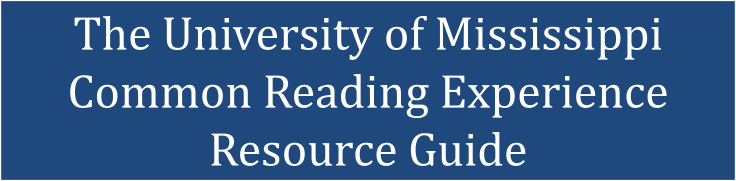 The University of Mississippi
Common Reading Experience
Resource Guide